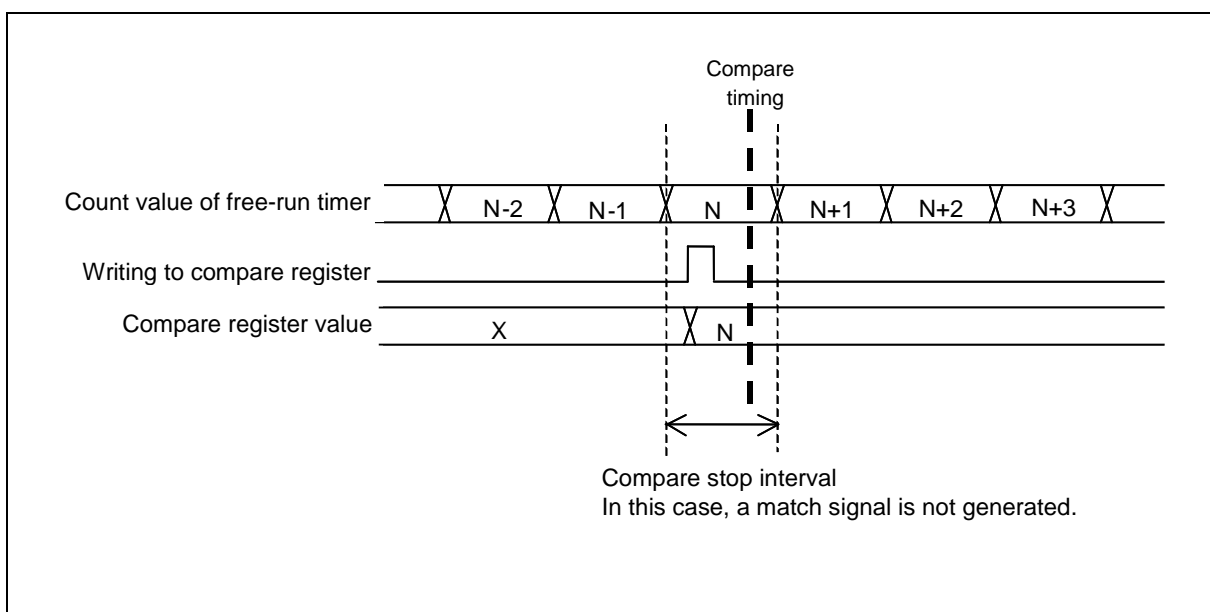 Compare
timing
Count value of free-run timer
N-2 N-1 N N+1 N+2 N+3
Writing to compare register
Compare register value
X N
Compare stop interval
In this case, a match signal is not generated.